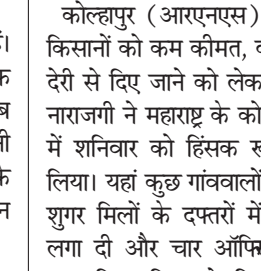 कोल्हापुर (आरएनएस)
किसानों को कम कीमत,
देरी से दिए जाने को लेक
नाराजगी ने महाराष्ट्र के को
में शनिवार को हिंसक
लिया। यहां कुछ गांववालों
शुगर मिलों के दफ्तरों में
लगा दी और चार ऑफि